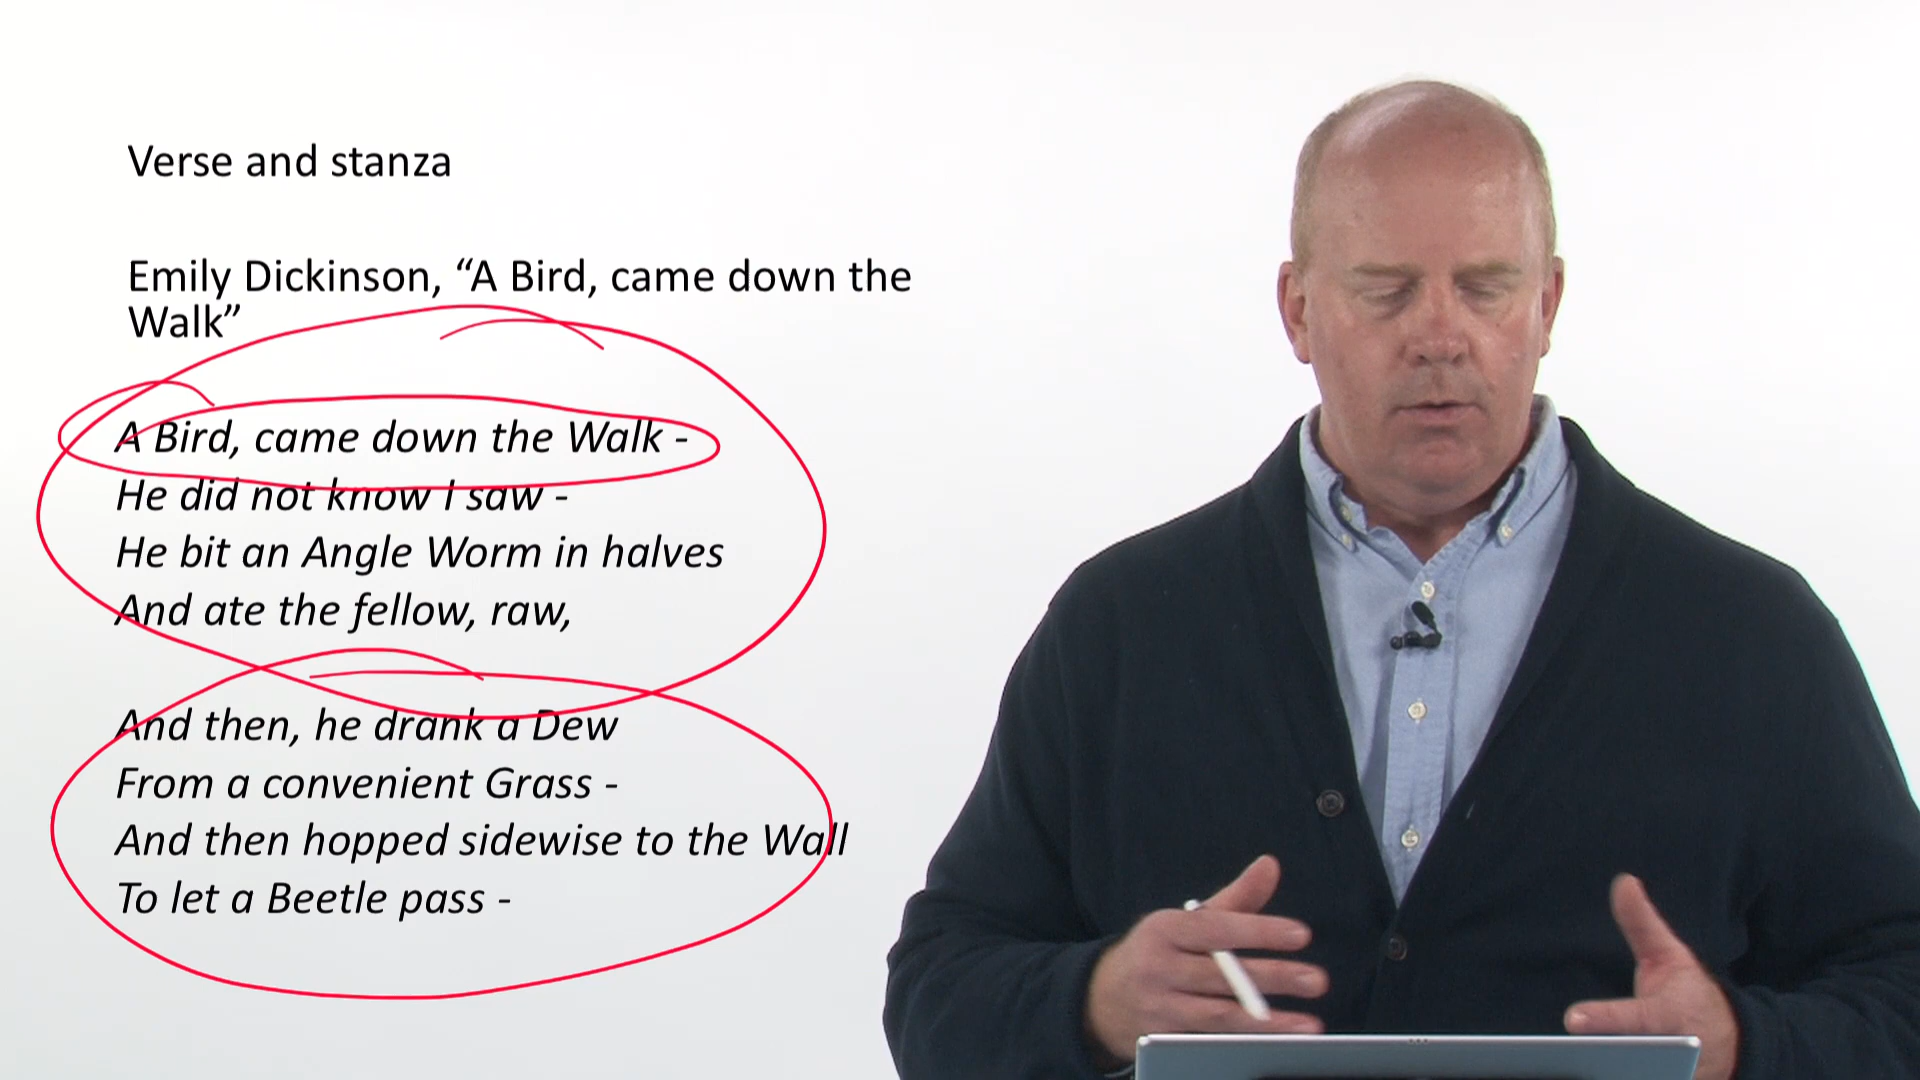 Verse and stanza
Emily Dickinson, “A Bird, came down the
Walk”
A Bird, came down the Walk -
He did not know I saw -
He bit an Angle Worm in halves
And ate the fellow, raw,
And then, he drank a Dew
From a convenient Grass -
And then hopped sidewise to the Wall
To let a Beetle pass -